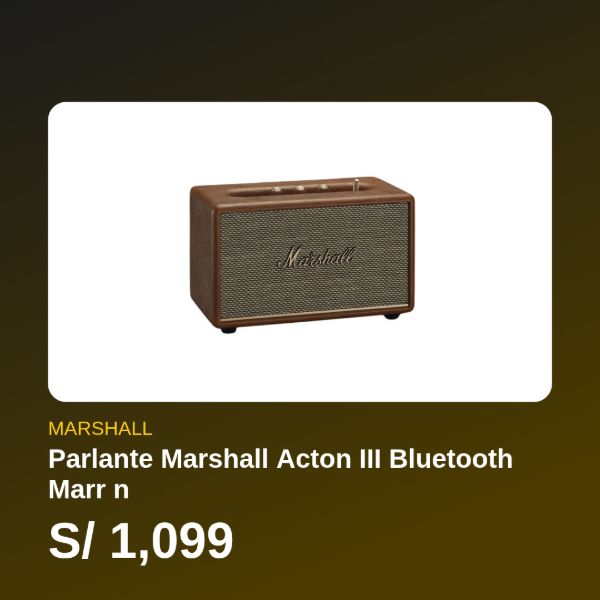 Marshall
MARSHALL
Parlante Marshall Acton III Bluetooth
Marr n
S/ 1,099